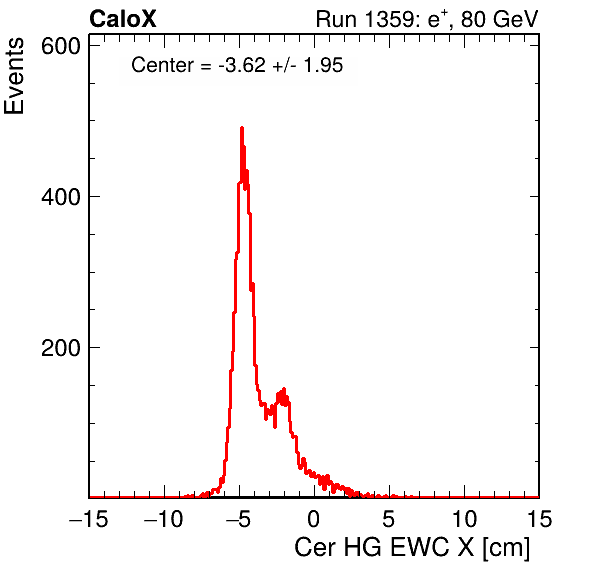 CaloX Run 1359: e⁺, 80 GeV
Center = -3.62 +/- 1.95
Events
600
400
200
−15 −10 −5 0 5 10 15
Cer HG EWC X [cm]